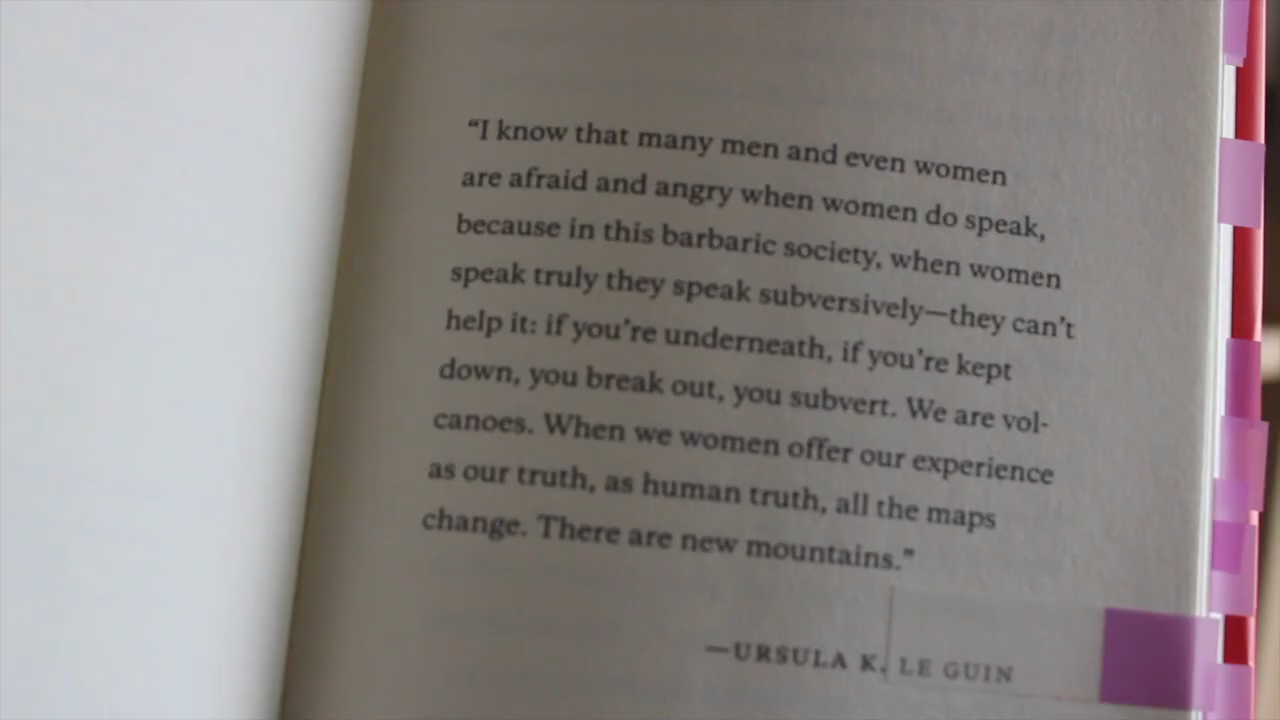 “I know that many men and even women
are afraid and angry when women do speak,
because in this barbaric society, when women
speak truly they speak subversively—they can’t
help it: if you’re underneath, if you’re kept
down, you break out, you subvert. We are vol-
canoes. When we women offer our experience
as our truth, as human truth, all the maps
change. There are new mountains.”
—URSULA K. LE GUIN